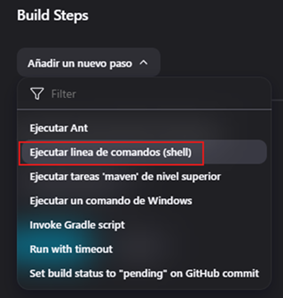 Build Steps
Añadir un nuevo paso
Filter
Ejecutar Ant
Ejecutar linea de comandos (shell)
Ejecutar tareas 'maven' de nivel superior
Ejecutar un comando de Windows
Invoke Gradle script
Run with timeout
Set build status to "pending" on GitHub commit